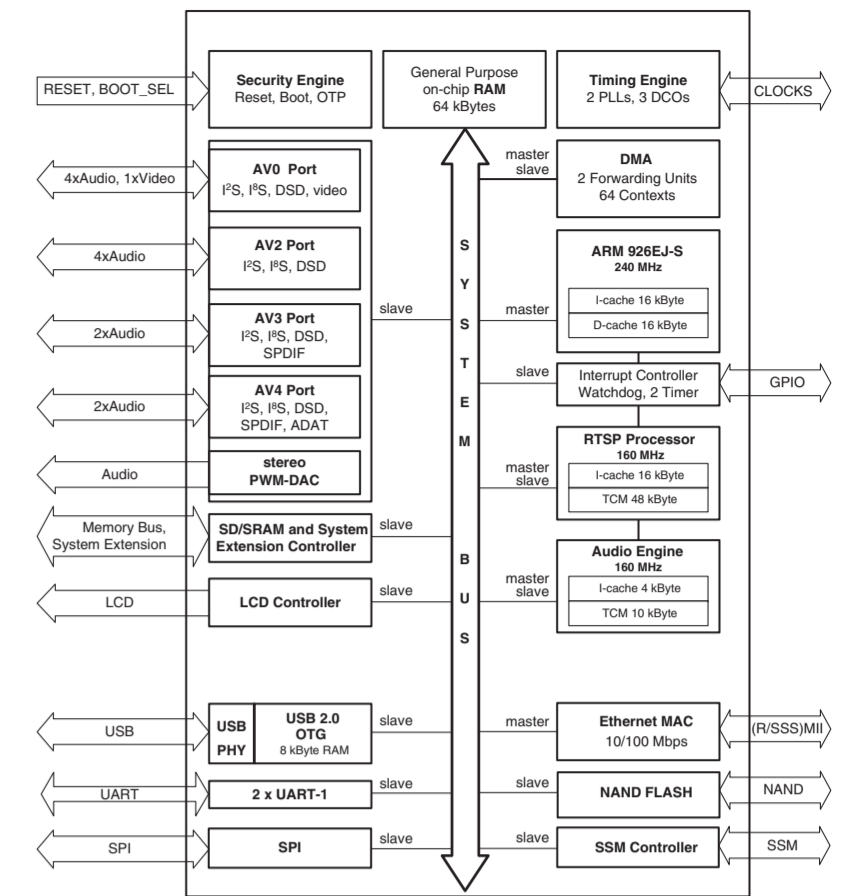 RESET, BOOT_SEL
Security Engine
Reset, Boot, OTP
General Purpose
on-chip RAM
64 kBytes
Timing Engine
2 PLLs, 3 DCOs
CLOCKS
4xAudio, 1xVideo
AV0 Port
I²S, I⁸S, DSD, video
master
slave
DMA
2 Forwarding Units
64 Contexts
4xAudio
AV2 Port
I²S, I⁸S, DSD
ARM 926EJ-S
240 MHz
I-cache 16 kByte
D-cache 16 kByte
master
2xAudio
AV3 Port
I²S, I⁸S, DSD,
SPDIF
slave
SYSTEM BUS
slave
Interrupt Controller
Watchdog, 2 Timer
GPIO
2xAudio
AV4 Port
I²S, I⁸S, DSD,
SPDIF, ADAT
master
slave
RTSP Processor
160 MHz
I-cache 16 kByte
TCM 48 kByte
Audio
stereo
PWM-DAC
Memory Bus,
System Extension
SD/SRAM and System
Extension Controller
slave
master
slave
Audio Engine
160 MHz
I-cache 4 kByte
TCM 10 kByte
LCD
LCD Controller
slave
USB
USB
PHY
USB 2.0
OTG
8 kByte RAM
slave
master
Ethernet MAC
10/100 Mbps
(R/SSS)MII
UART
2 x UART-1
slave
slave
NAND FLASH
NAND
SPI
SPI
slave
slave
SSM Controller
SSM